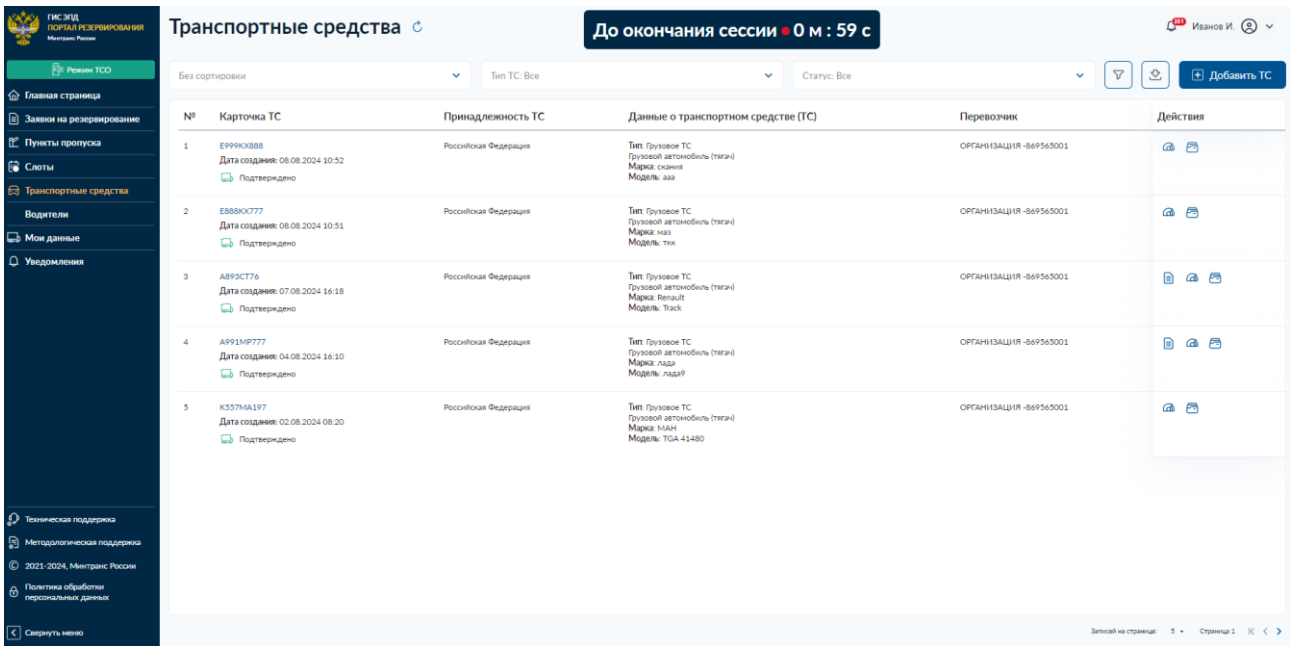 ГИС ЭПД
ПОРТАЛ РЕЗЕРВИРОВАНИЯ
Минтранс России
Режим ТСО
Главная страница
Заявки на резервирование
Пункты пропуска
Слоты
Транспортные средства
Водители
Мои данные
Уведомления
Техническая поддержка
Методологическая поддержка
© 2021-2024, Минтранс России
Политика обработки
персональных данных
Свернуть меню
Транспортные средства
До окончания сессии 0 м : 59 с
Иванов И.
Без сортировки
Тип ТС: Все
Статус: Все
Добавить ТС
№ Карточка ТС Принадлежность ТС Данные о транспортном средстве (ТС) Перевозчик Действия
1 E999KX888 Российская Федерация Тип: Грузовое ТС ОРГАНИЗАЦИЯ -869565001
Дата создания: 08.08.2024 10:52 Грузовой автомобиль (тягач)
Марка: скания
Подтверждено Модель: ааа
2 E888KX777 Российская Федерация Тип: Грузовое ТС ОРГАНИЗАЦИЯ -869565001
Дата создания: 08.08.2024 10:51 Грузовой автомобиль (тягач)
Марка: маз
Подтверждено Модель: ткк
3 A893CT76 Российская Федерация Тип: Грузовое ТС ОРГАНИЗАЦИЯ -869565001
Дата создания: 07.08.2024 16:18 Грузовой автомобиль (тягач)
Марка: Renault
Подтверждено Модель: Track
4 A991MP777 Российская Федерация Тип: Грузовое ТС ОРГАНИЗАЦИЯ -869565001
Дата создания: 04.08.2024 16:10 Грузовой автомобиль (тягач)
Марка: лада
Подтверждено Модель: лада9
5 K557MA197 Российская Федерация Тип: Грузовое ТС ОРГАНИЗАЦИЯ -869565001
Дата создания: 02.08.2024 08:20 Грузовой автомобиль (тягач)
Марка: МАН
Подтверждено Модель: TGA 41480
Записей на странице: 5 Страница 1